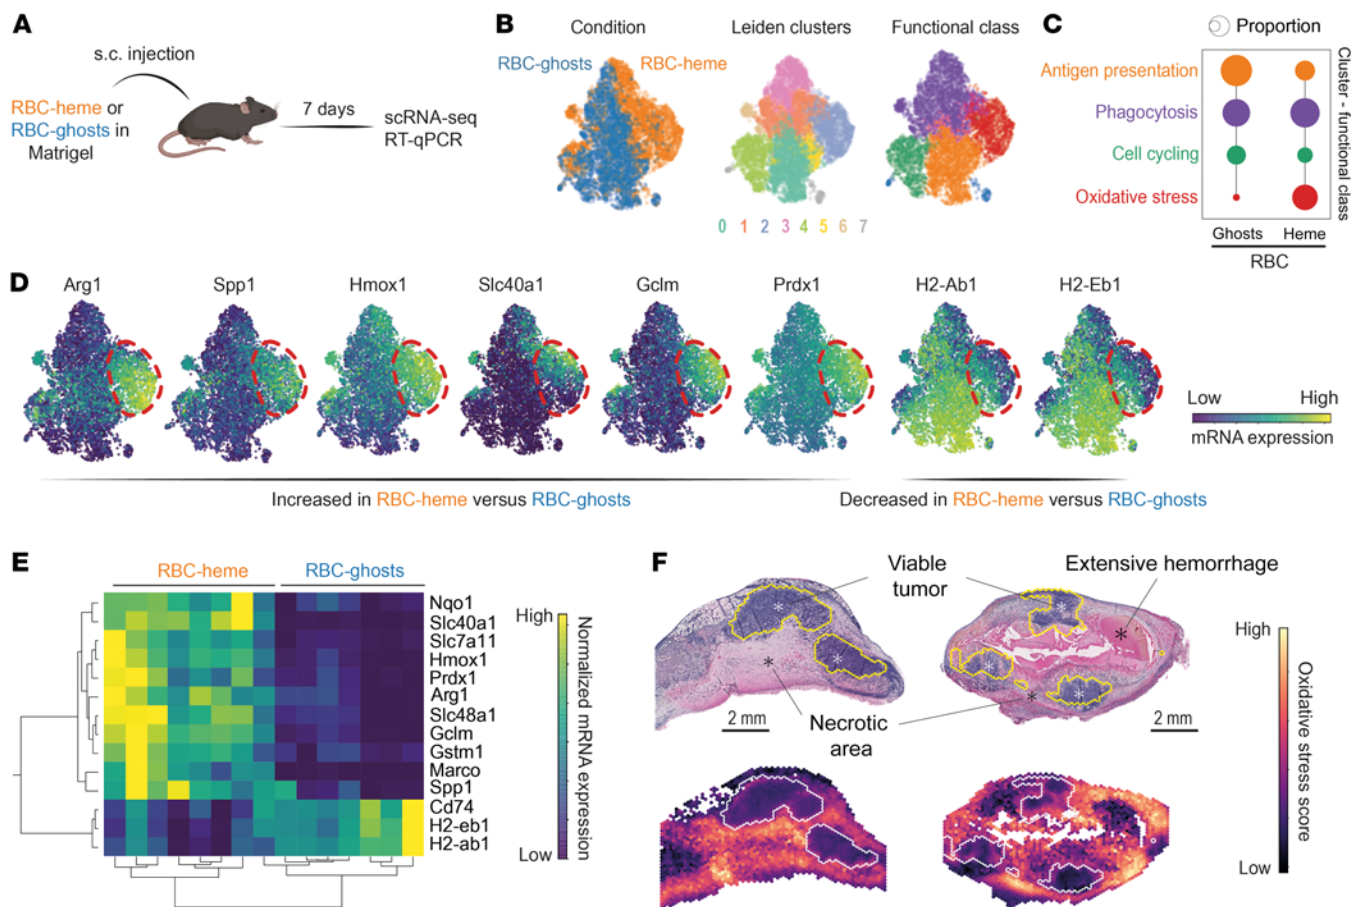 A
s.c. injection
RBC-heme or
RBC-ghosts in
Matrigel
7 days
scRNA-seq
RT-qPCR
B
Condition
Leiden clusters
Functional class
RBC-ghosts
RBC-heme
0 1 2 3 4 5 6 7
C
Proportion
Antigen presentation
Phagocytosis
Cell cycling
Oxidative stress
Cluster - functional class
Ghosts
Heme
RBC
D
Arg1
Spp1
Hmox1
Slc40a1
Gclm
Prdx1
H2-Ab1
H2-Eb1
Low
High
mRNA expression
Increased in RBC-heme versus RBC-ghosts
Decreased in RBC-heme versus RBC-ghosts
E
RBC-heme
RBC-ghosts
Nqo1
Slc40a1
Slc7a11
Hmox1
Prdx1
Arg1
Slc48a1
Gclm
Gstm1
Marco
Spp1
Cd74
H2-eb1
H2-ab1
High
Normalized mRNA expression
Low
F
Viable
tumor
Extensive hemorrhage
*
*
*
*
*
*
*
*
2 mm
Necrotic
area
2 mm
High
Oxidative stress score
Low